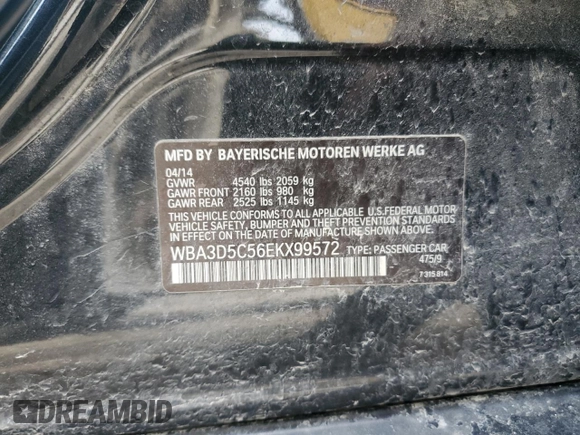 MFD BY BAYERISCHE MOTOREN WERKE AG
04/14
GVWR 4540 lbs 2059 kg
GAWR FRONT 2160 lbs 980 kg
GAWR REAR 2525 lbs 1145 kg
THIS VEHICLE CONFORMS TO ALL APPLICABLE U.S.FEDERAL MOTOR
VEHICLE SAFETY, BUMPER AND THEFT PREVENTION STANDARDS
IN EFFECT ON THE DATE OF MANUFACTURE SHOWN ABOVE.
WBA3D5C56EKX99572 TYPE: PASSENGER CAR
475/9
7 315 814
DREAMBID.com